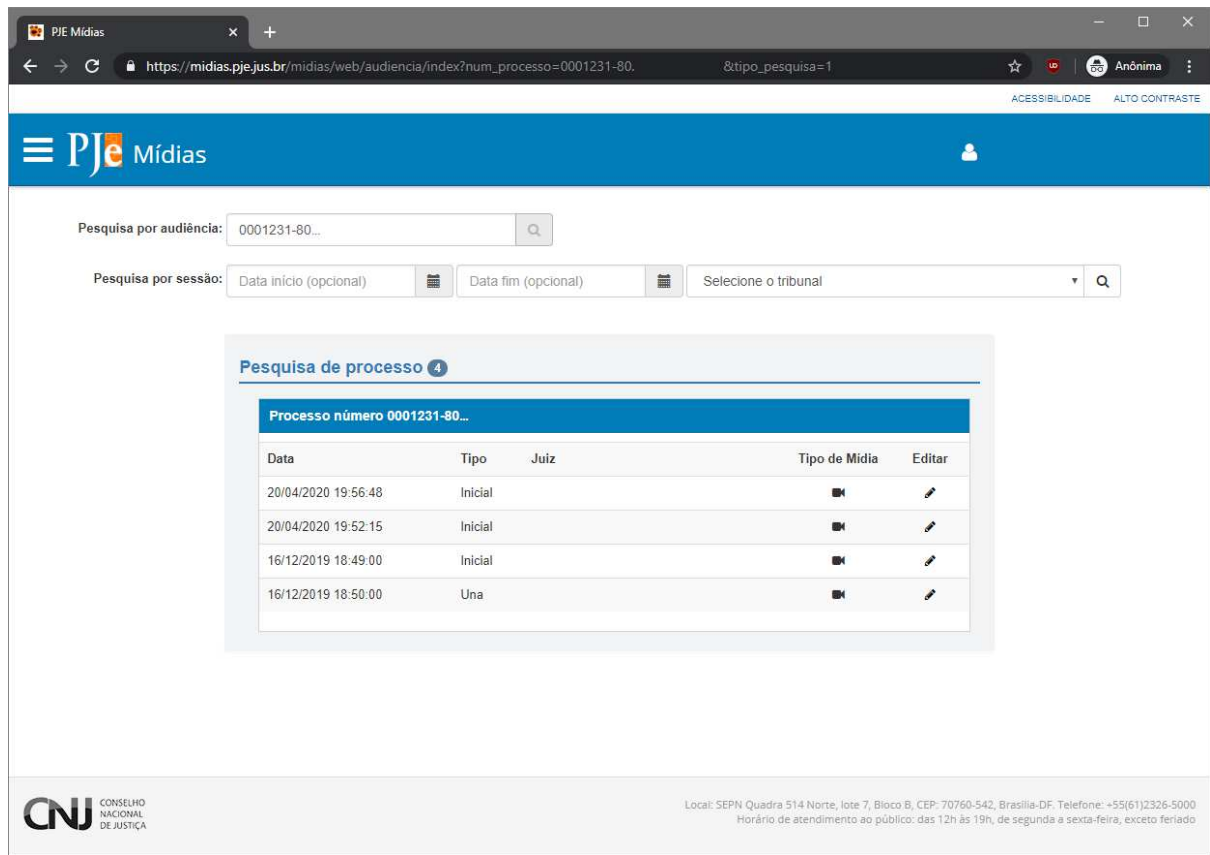 PJE Mídias
https://midias.pje.jus.br/midias/web/audiencia/index?num_processo=0001231-80. &tipo_pesquisa=1
Anônima
ACESSIBILIDADE ALTO CONTRASTE
PJe Mídias
Pesquisa por audiência: 0001231-80...
Pesquisa por sessão: Data início (opcional) Data fim (opcional) Selecione o tribunal
Pesquisa de processo 4
Processo número 0001231-80...
Data Tipo Juiz Tipo de Mídia Editar
20/04/2020 19:56:48 Inicial
20/04/2020 19:52:15 Inicial
16/12/2019 18:49:00 Inicial
16/12/2019 18:50:00 Una
CNJ CONSELHO
NACIONAL
DE JUSTIÇA
Local: SEPN Quadra 514 Norte, lote 7, Bloco B, CEP: 70760-542, Brasília-DF. Telefone: +55(61)2326-5000
Horário de atendimento ao público: das 12h às 19h, de segunda a sexta-feira, exceto feriado